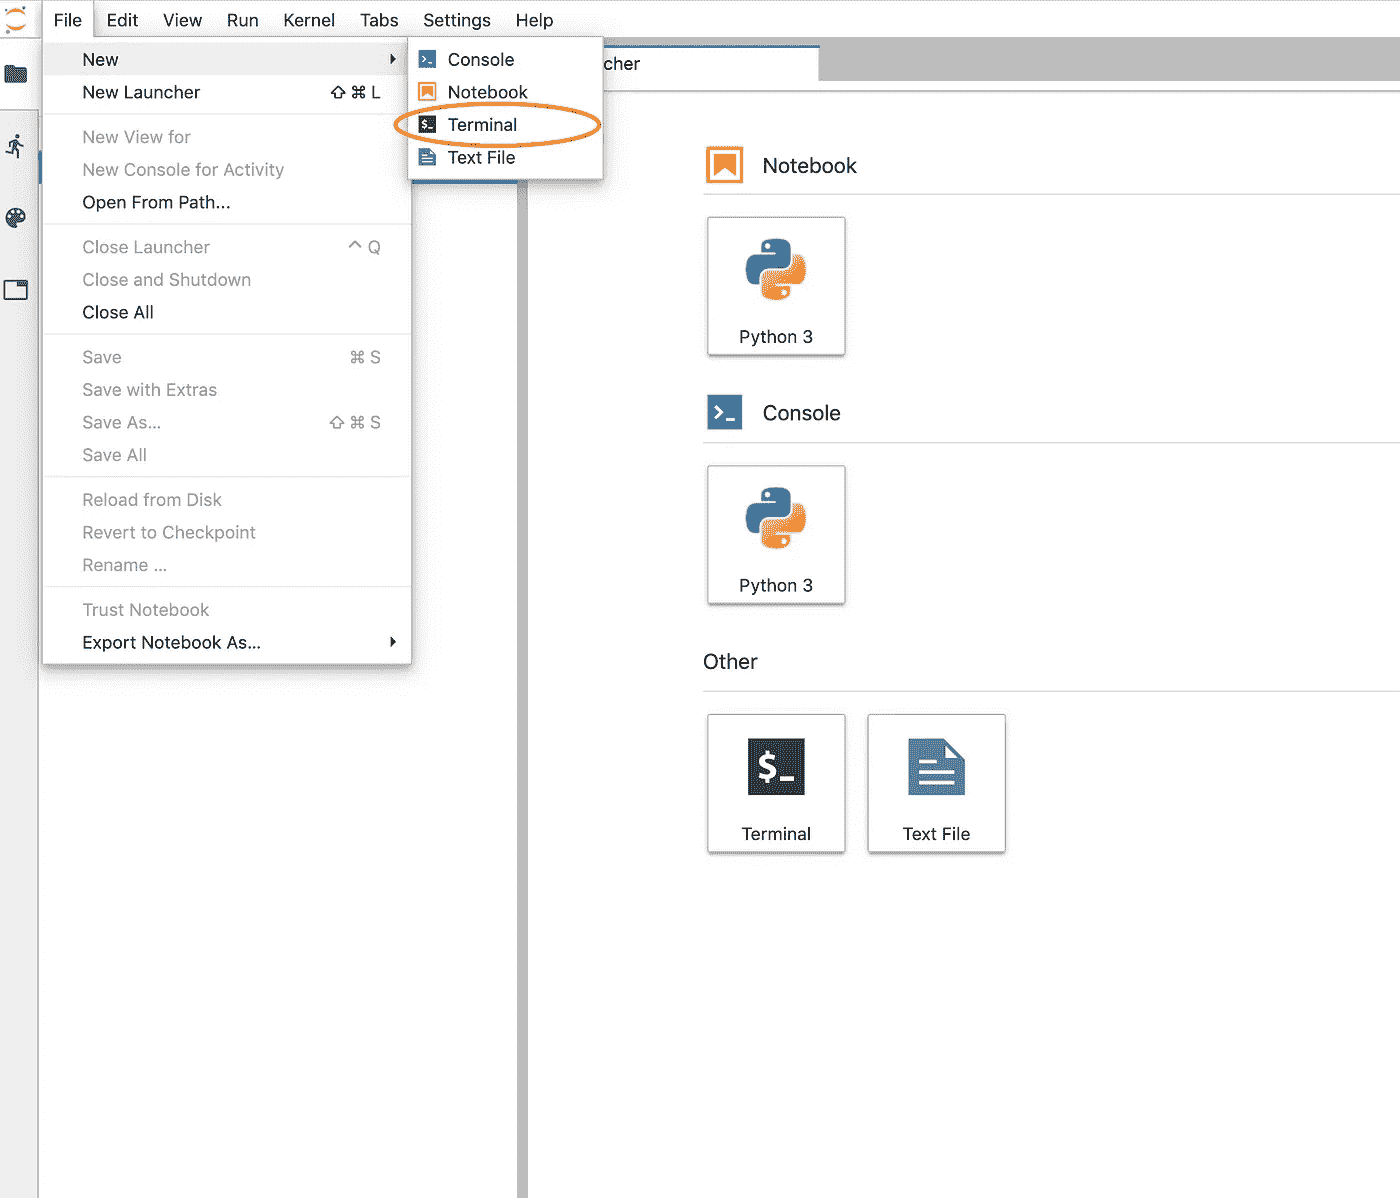 File Edit View Run Kernel Tabs Settings Help
New
New Launcher ⇧ ⌘ L
New View for
New Console for Activity
Open From Path...
Close Launcher ^ Q
Close and Shutdown
Close All
Save ⌘ S
Save with Extras
Save As... ⇧ ⌘ S
Save All
Reload from Disk
Revert to Checkpoint
Rename ...
Trust Notebook
Export Notebook As...
Console
Notebook
$_ Terminal
Text File
cher
Notebook
Python 3
Console
Python 3
Other
$_
Terminal
Text File